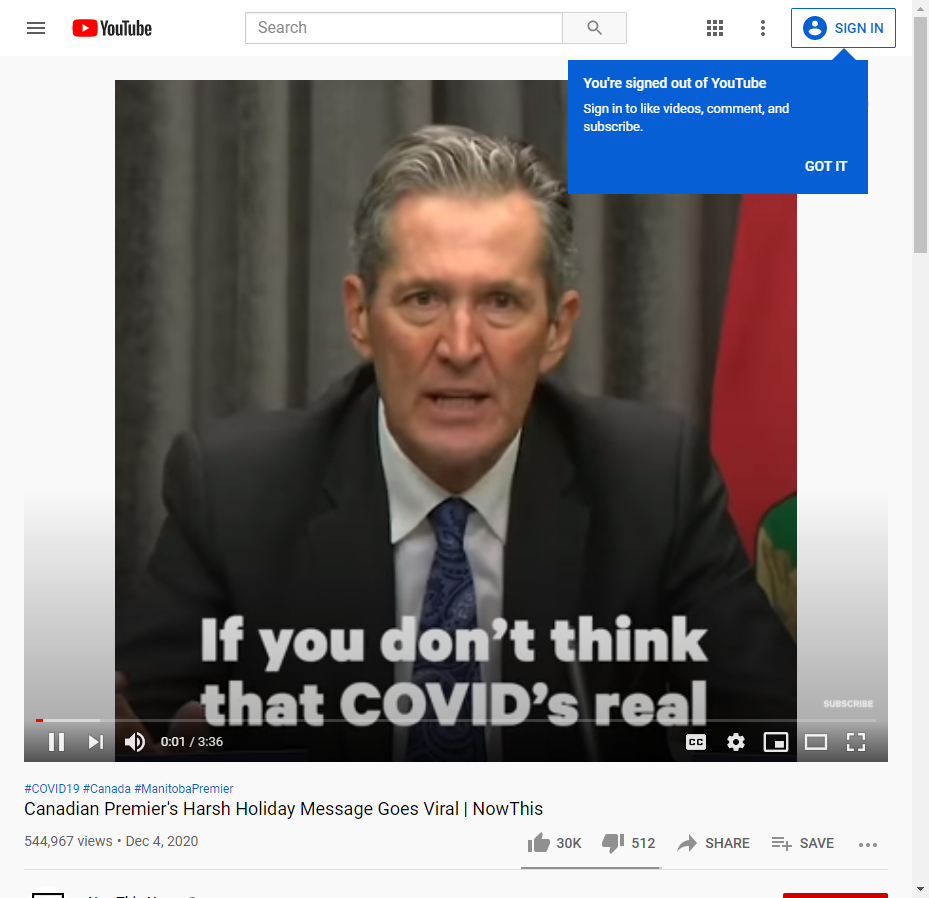 YouTube
Search
SIGN IN
You're signed out of YouTube
Sign in to like videos, comment, and
subscribe.
GOT IT
If you don't think
that COVID's real
SUBSCRIBE
0:01 / 3:36
CC
#COVID19 #Canada #ManitobaPremier
Canadian Premier's Harsh Holiday Message Goes Viral | NowThis
544,967 views • Dec 4, 2020
30K
512
SHARE
SAVE